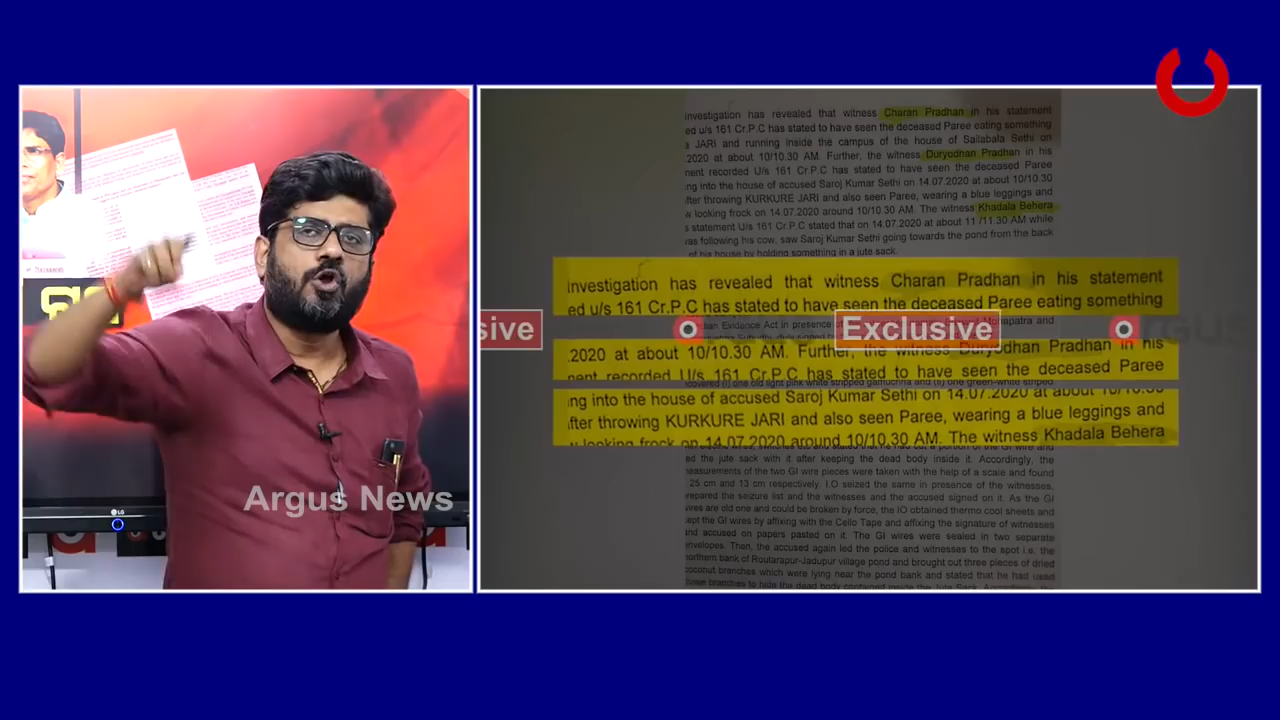 investigation has revealed that witness Charan Pradhan in his statement
ed u/s 161 Cr.P.C has stated to have seen the deceased Paree eating something
JARI and running inside the campus of the house of Sailabala Sethi on
2020 at about 10/10.30 AM. Further, the witness Duryodhan Pradhan in his
nent recorded U/s 161 Cr.P.C has stated to have seen the deceased Paree
ing into the house of accused Saroj Kumar Sethi on 14.07.2020 at about 10/10.30
fter throwing KURKURE JARI and also seen Paree, wearing a blue leggings and
w looking frock on 14.07.2020 around 10/10.30 AM. The witness Khadala Behera
s statement U/s 161 Cr.P.C stated that on 14.07.2020 at about 11/11.30 AM while
was following his cow, saw Saroj Kumar Sethi going towards the pond from the back
of his house by holding something in a jute sack.
investigation has revealed that witness Charan Pradhan in his statement
ed u/s 161 Cr.P.C has stated to have seen the deceased Paree eating something
sive
Exclusive
ARGUS
.2020 at about 10/10.30 AM. Further, the witness Duryodhan Pradhan in his
nent recorded U/s 161 Cr.P.C has stated to have seen the deceased Paree
ing into the house of accused Saroj Kumar Sethi on 14.07.2020 at about 10/10.30
fter throwing KURKURE JARI and also seen Paree, wearing a blue leggings and
w looking frock on 14.07.2020 around 10/10.30 AM. The witness Khadala Behera
ed the jute sack with it after keeping the dead body inside it. Accordingly, the
measurements of the two GI wire pieces were taken with the help of a scale and found
25 cm and 13 cm respectively. I.O seized the same in presence of the witnesses,
prepared the seizure list and the witnesses and the accused signed on it. As the GI
wires are old one and could be broken by force, the IO obtained thermo cool sheets and
kept the GI wires by affixing with the Cello Tape and affixing the signature of witnesses
and accused on papers pasted on it. The GI wires were sealed in two separate
envelopes. Then, the accused again led the police and witnesses to the spot i.e. the
northern bank of Routarapur-Jadupur village pond and brought out three pieces of dried
coconut branches which were lying near the pond bank and stated that he had used
those branches to hide the dead body contained inside the Jute Sack. Accordingly, the
Argus News
LG